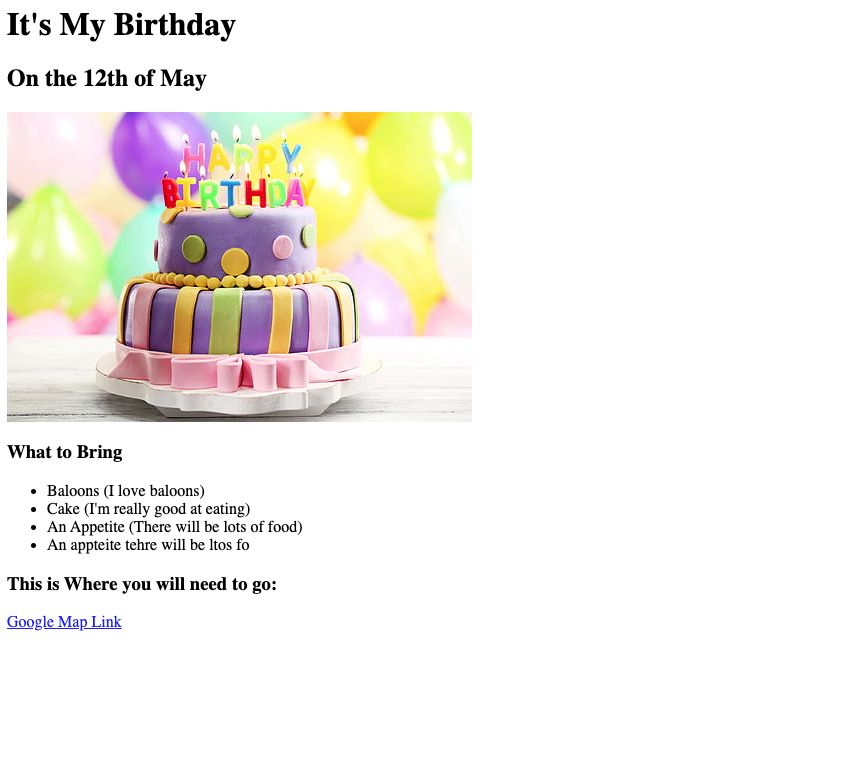 It's My Birthday
On the 12th of May
HAPPY
BIRTHDAY
What to Bring
Baloons (I love baloons)
Cake (I'm really good at eating)
An Appetite (There will be lots of food)
An appteite tehre will be ltos fo
This is Where you will need to go:
Google Map Link